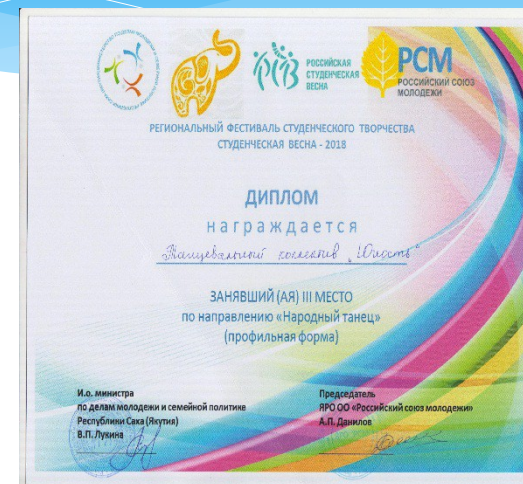 РОССИЙСКАЯ
СТУДЕНЧЕСКАЯ
ВЕСНА
РСМ
РОССИЙСКИЙ СОЮЗ
МОЛОДЕЖИ
РЕГИОНАЛЬНЫЙ ФЕСТИВАЛЬ СТУДЕНЧЕСКОГО ТВОРЧЕСТВА
СТУДЕНЧЕСКАЯ ВЕСНА - 2018
ДИПЛОМ
награждается
Танцевальный коллектив „Юность“
ЗАНЯВШИЙ (АЯ) III МЕСТО
по направлению «Народный танец»
(профильная форма)
И.о. министра
по делам молодежи и семейной политике
Республики Саха (Якутия)
В.П. Лукина
Председатель
ЯРО ОО «Российский союз молодежи»
А.П. Данилов